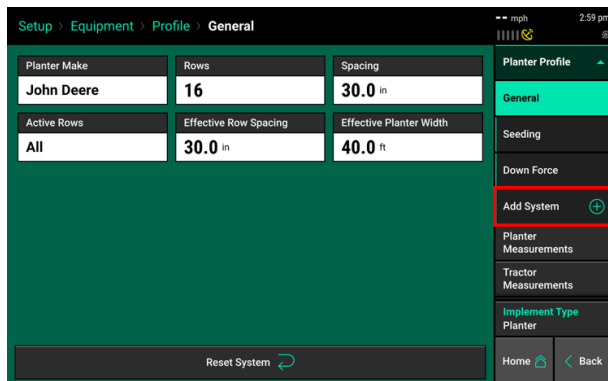 Setup > Equipment > Profile > General
-- mph
2:59 pm
Planter Make
John Deere
Rows
16
Spacing
30.0 in
Active Rows
All
Effective Row Spacing
30.0 in
Effective Planter Width
40.0 ft
Reset System
Planter Profile
General
Seeding
Down Force
Add System
Planter
Measurements
Tractor
Measurements
Implement Type
Planter
Home
Back